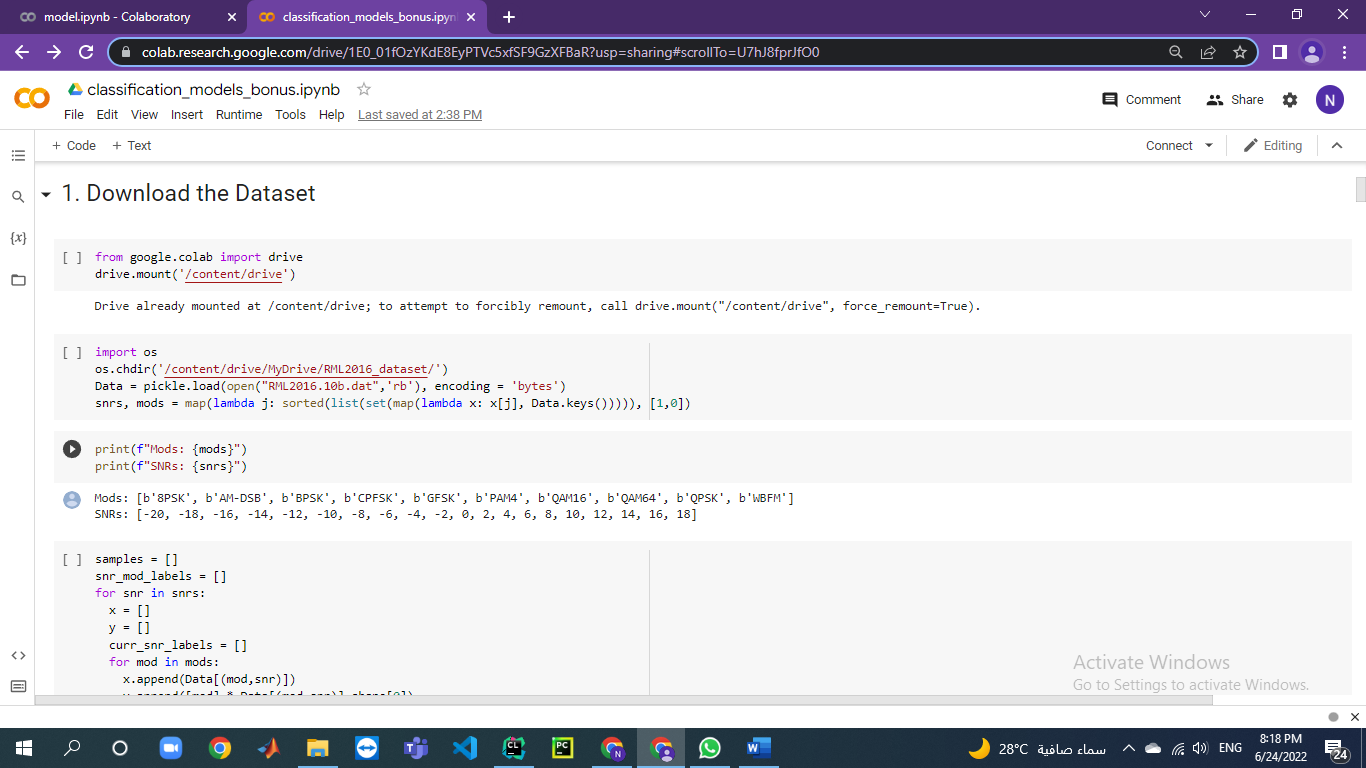 model.ipynb - Colaboratory
classification_models_bonus.ipyn
colab.research.google.com/drive/1E0_01fOzYKdE8EyPTVc5xfSF9GzXFBaR?usp=sharing#scrollTo=U7hJ8fprJfO0
classification_models_bonus.ipynb
File Edit View Insert Runtime Tools Help Last saved at 2:38 PM
Comment Share N
+ Code + Text
Connect Editing
1. Download the Dataset
[ ] from google.colab import drive
drive.mount('/content/drive')
Drive already mounted at /content/drive; to attempt to forcibly remount, call drive.mount("/content/drive", force_remount=True).
[ ] import os
os.chdir('/content/drive/MyDrive/RML2016_dataset/')
Data = pickle.load(open("RML2016.10b.dat",'rb'), encoding = 'bytes')
snrs, mods = map(lambda j: sorted(list(set(map(lambda x: x[j], Data.keys())))), [1,0])
print(f"Mods: {mods}")
print(f"SNRs: {snrs}")
Mods: [b'8PSK', b'AM-DSB', b'BPSK', b'CPFSK', b'GFSK', b'PAM4', b'QAM16', b'QAM64', b'QPSK', b'WBFM']
SNRs: [-20, -18, -16, -14, -12, -10, -8, -6, -4, -2, 0, 2, 4, 6, 8, 10, 12, 14, 16, 18]
[ ] samples = []
snr_mod_labels = []
for snr in snrs:
x = []
y = []
curr_snr_labels = []
for mod in mods:
x.append(Data[(mod,snr)])
y.append([mod] * Data[(mod,snr)].shape[0])
Activate Windows
Go to Settings to activate Windows.
28°C سماء صافية
ENG
8:18 PM
6/24/2022
24